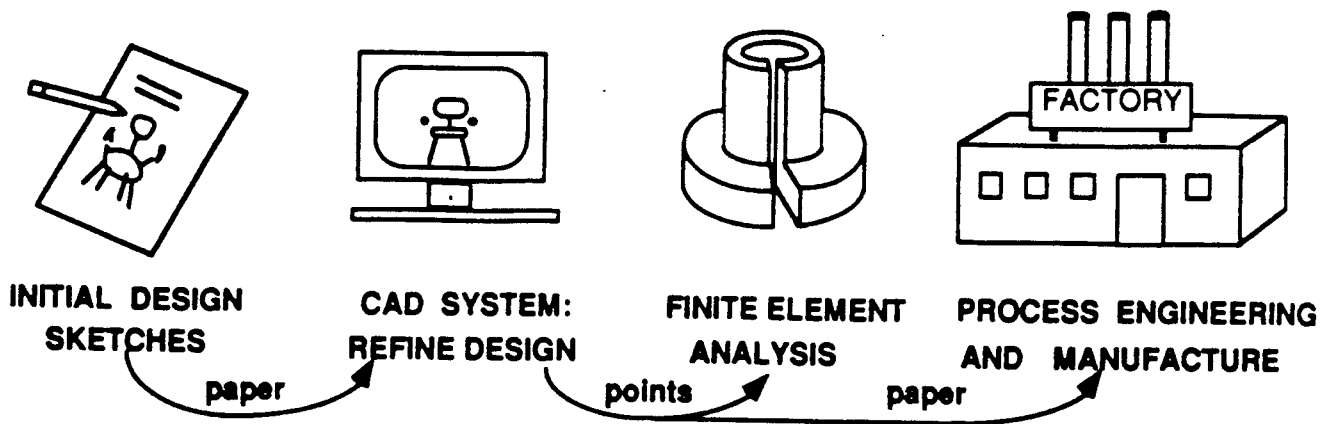 FACTORY
INITIAL DESIGN
SKETCHES
CAD SYSTEM:
REFINE DESIGN
FINITE ELEMENT
ANALYSIS
PROCESS ENGINEERING
AND MANUFACTURE
paper
points
paper